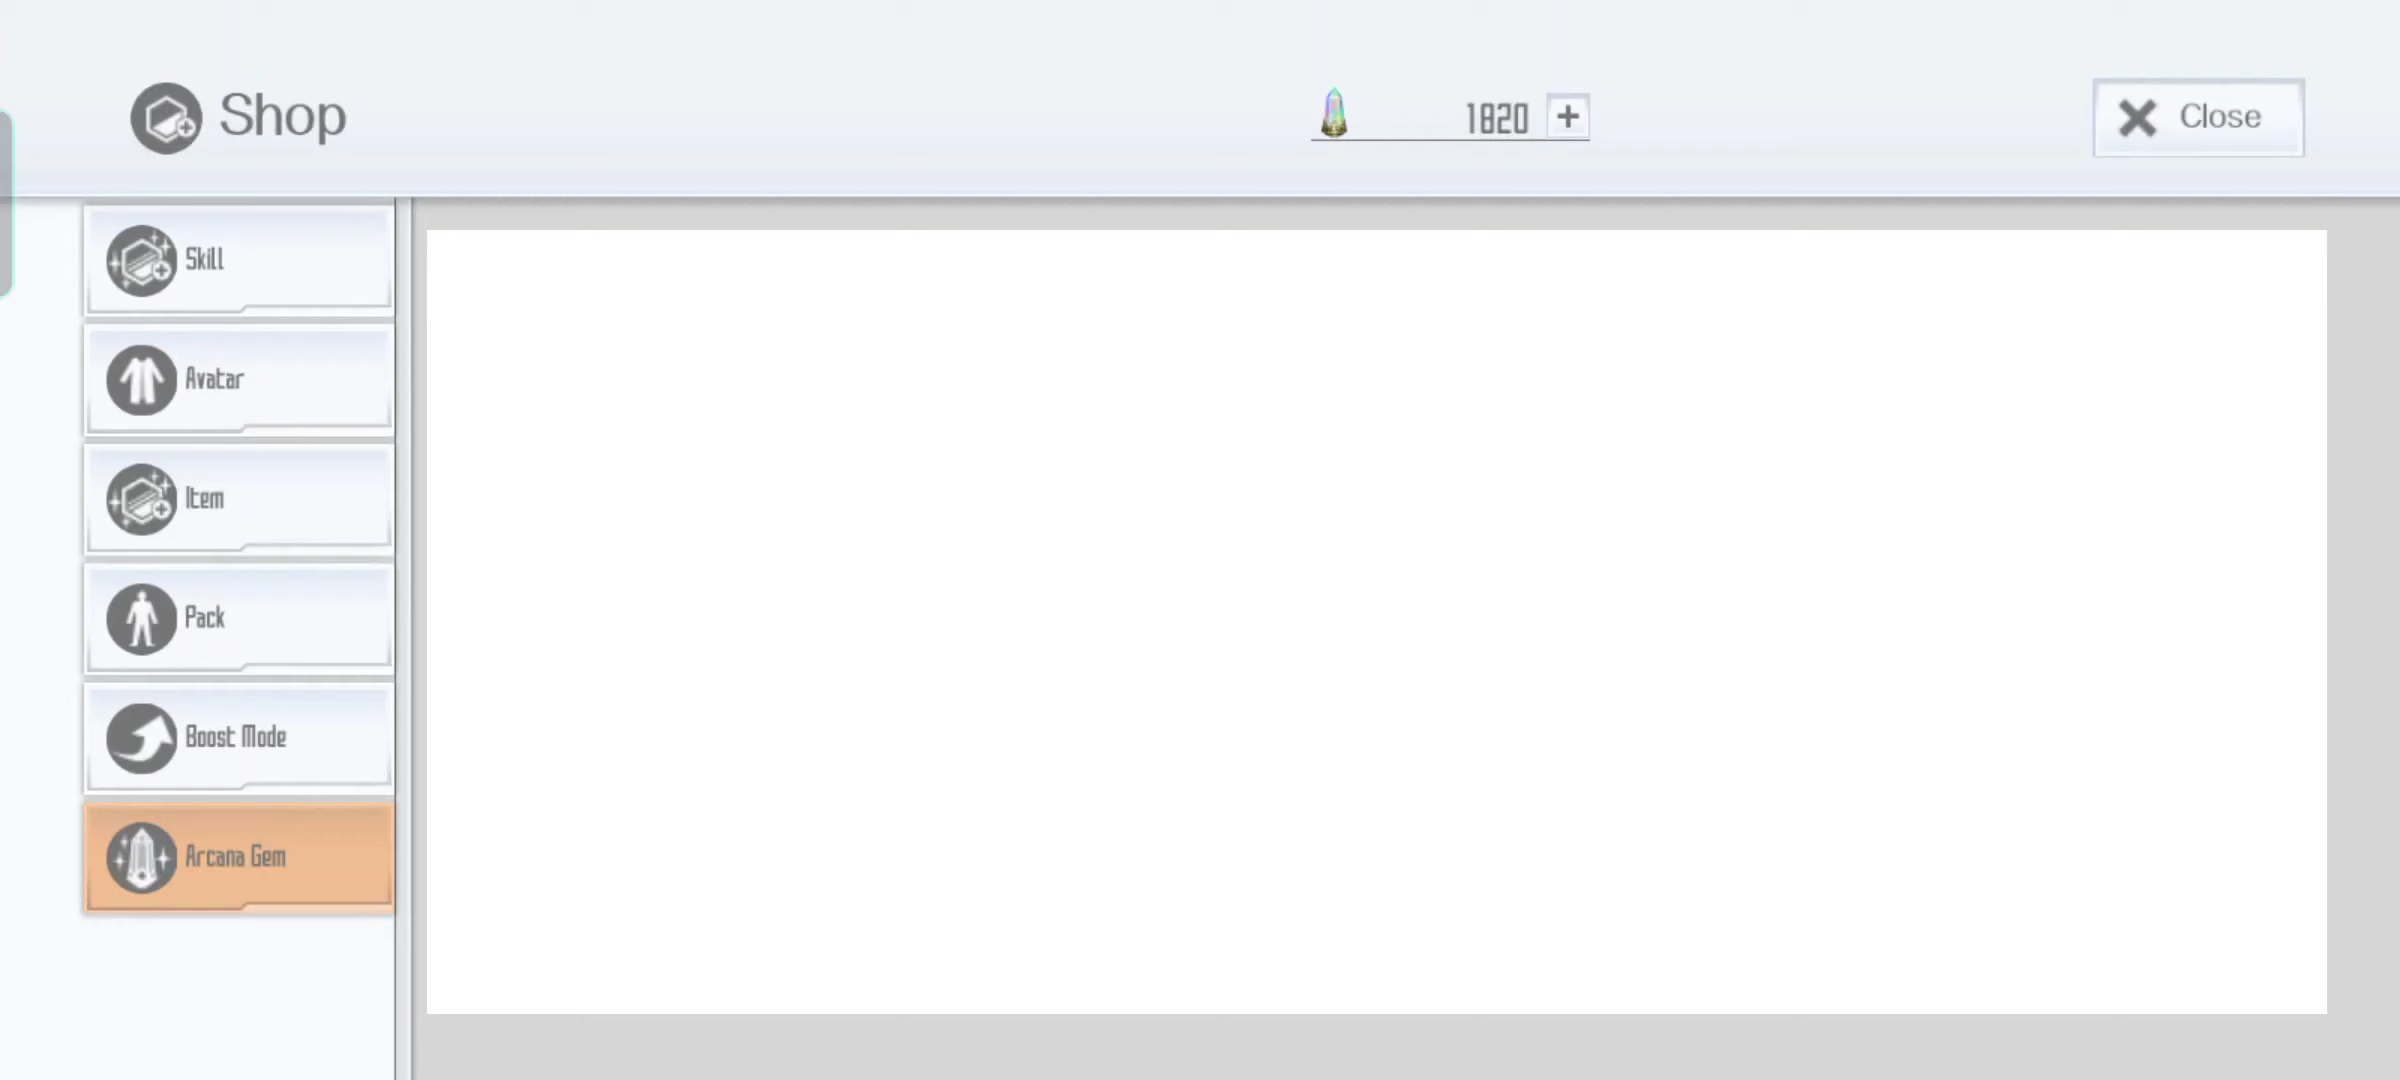 Shop
1820
Close
Skill
Avatar
Item
Pack
Boost Mode
Arcana Gem